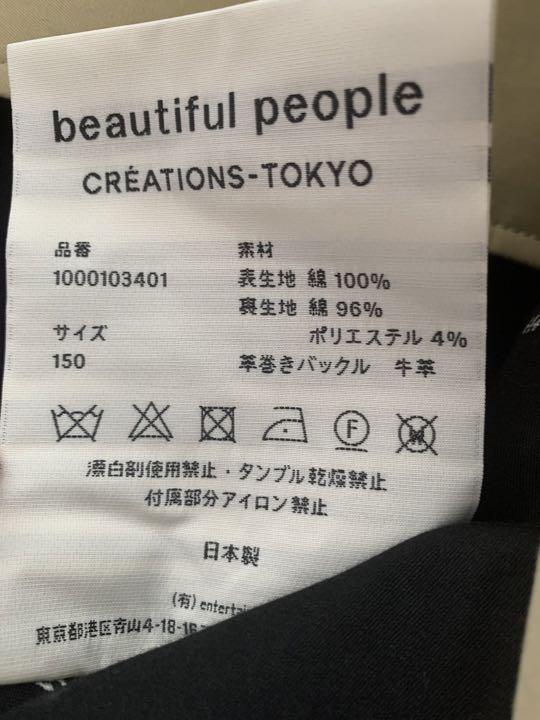 beautiful people
CRÉATIONS-TOKYO
品番 素材
1000103401 表生地 綿 100%
裏生地 綿 96%
サイズ ポリエステル 4%
150 革巻きバックル 牛革
F W
漂白剤使用禁止・タンブル乾燥禁止
付属部分アイロン禁止
日本製
(有)
東京都港区青山4-18-16